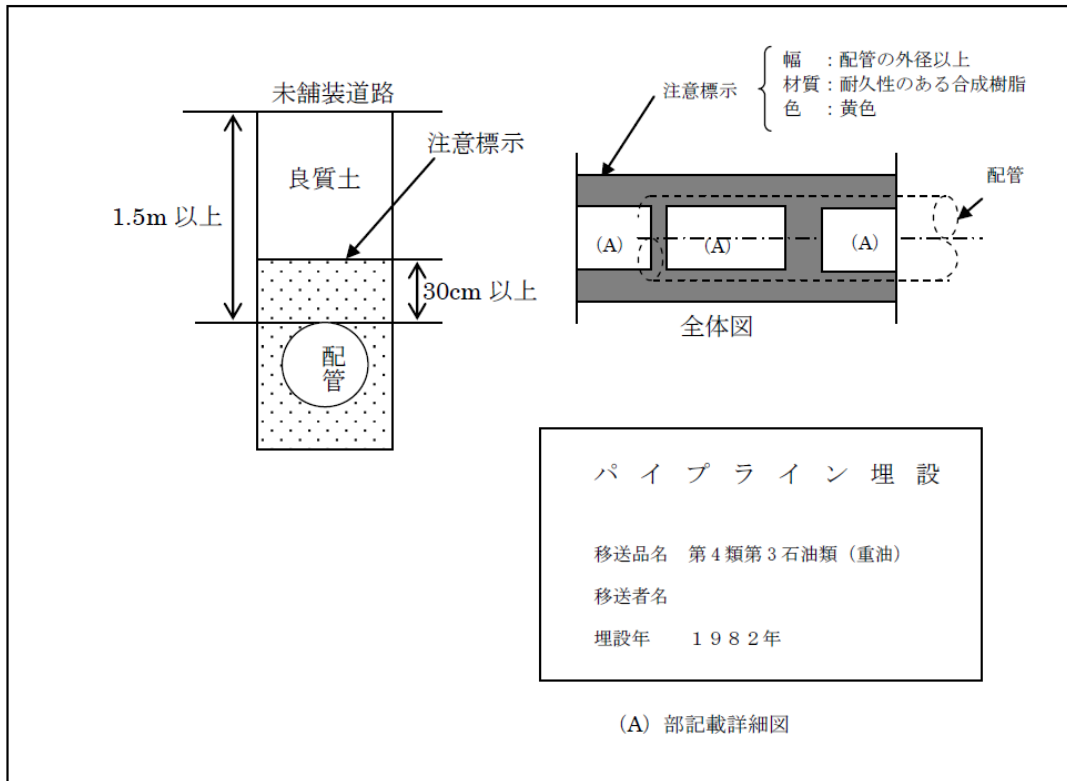 未舗装道路
注意標示
良質土
1.5m 以上
30cm 以上
配管
注意標示
幅 ：配管の外径以上
材質：耐久性のある合成樹脂
色 ：黄色
配管
(A)
(A)
(A)
全体図
パイプライン埋設
移送品名 第４類第３石油類（重油）
移送者名
埋設年 １９８２年
(A) 部記載詳細図